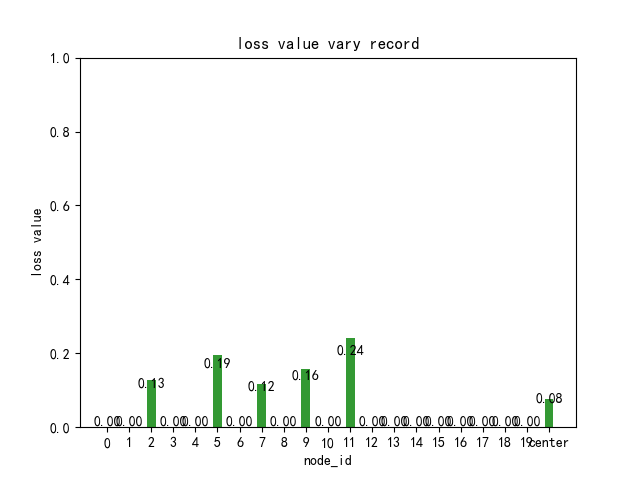 loss value vary record
1.0
0.8
0.6
0.4
0.2
0.0
loss value
0.00 0.00 0.13 0.00 0.00 0.19 0.00 0.12 0.00 0.16 0.00 0.24 0.00 0.00 0.00 0.00 0.00 0.00 0.00 0.00 0.08
0 1 2 3 4 5 6 7 8 9 10 11 12 13 14 15 16 17 18 19 center
node_id